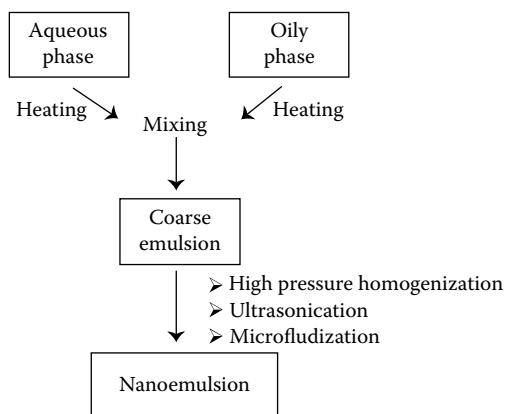 Aqueous
phase
Oily
phase
Heating
Heating
Mixing
Coarse
emulsion
➢ High pressure homogenization
➢ Ultrasonication
➢ Microfludization
Nanoemulsion